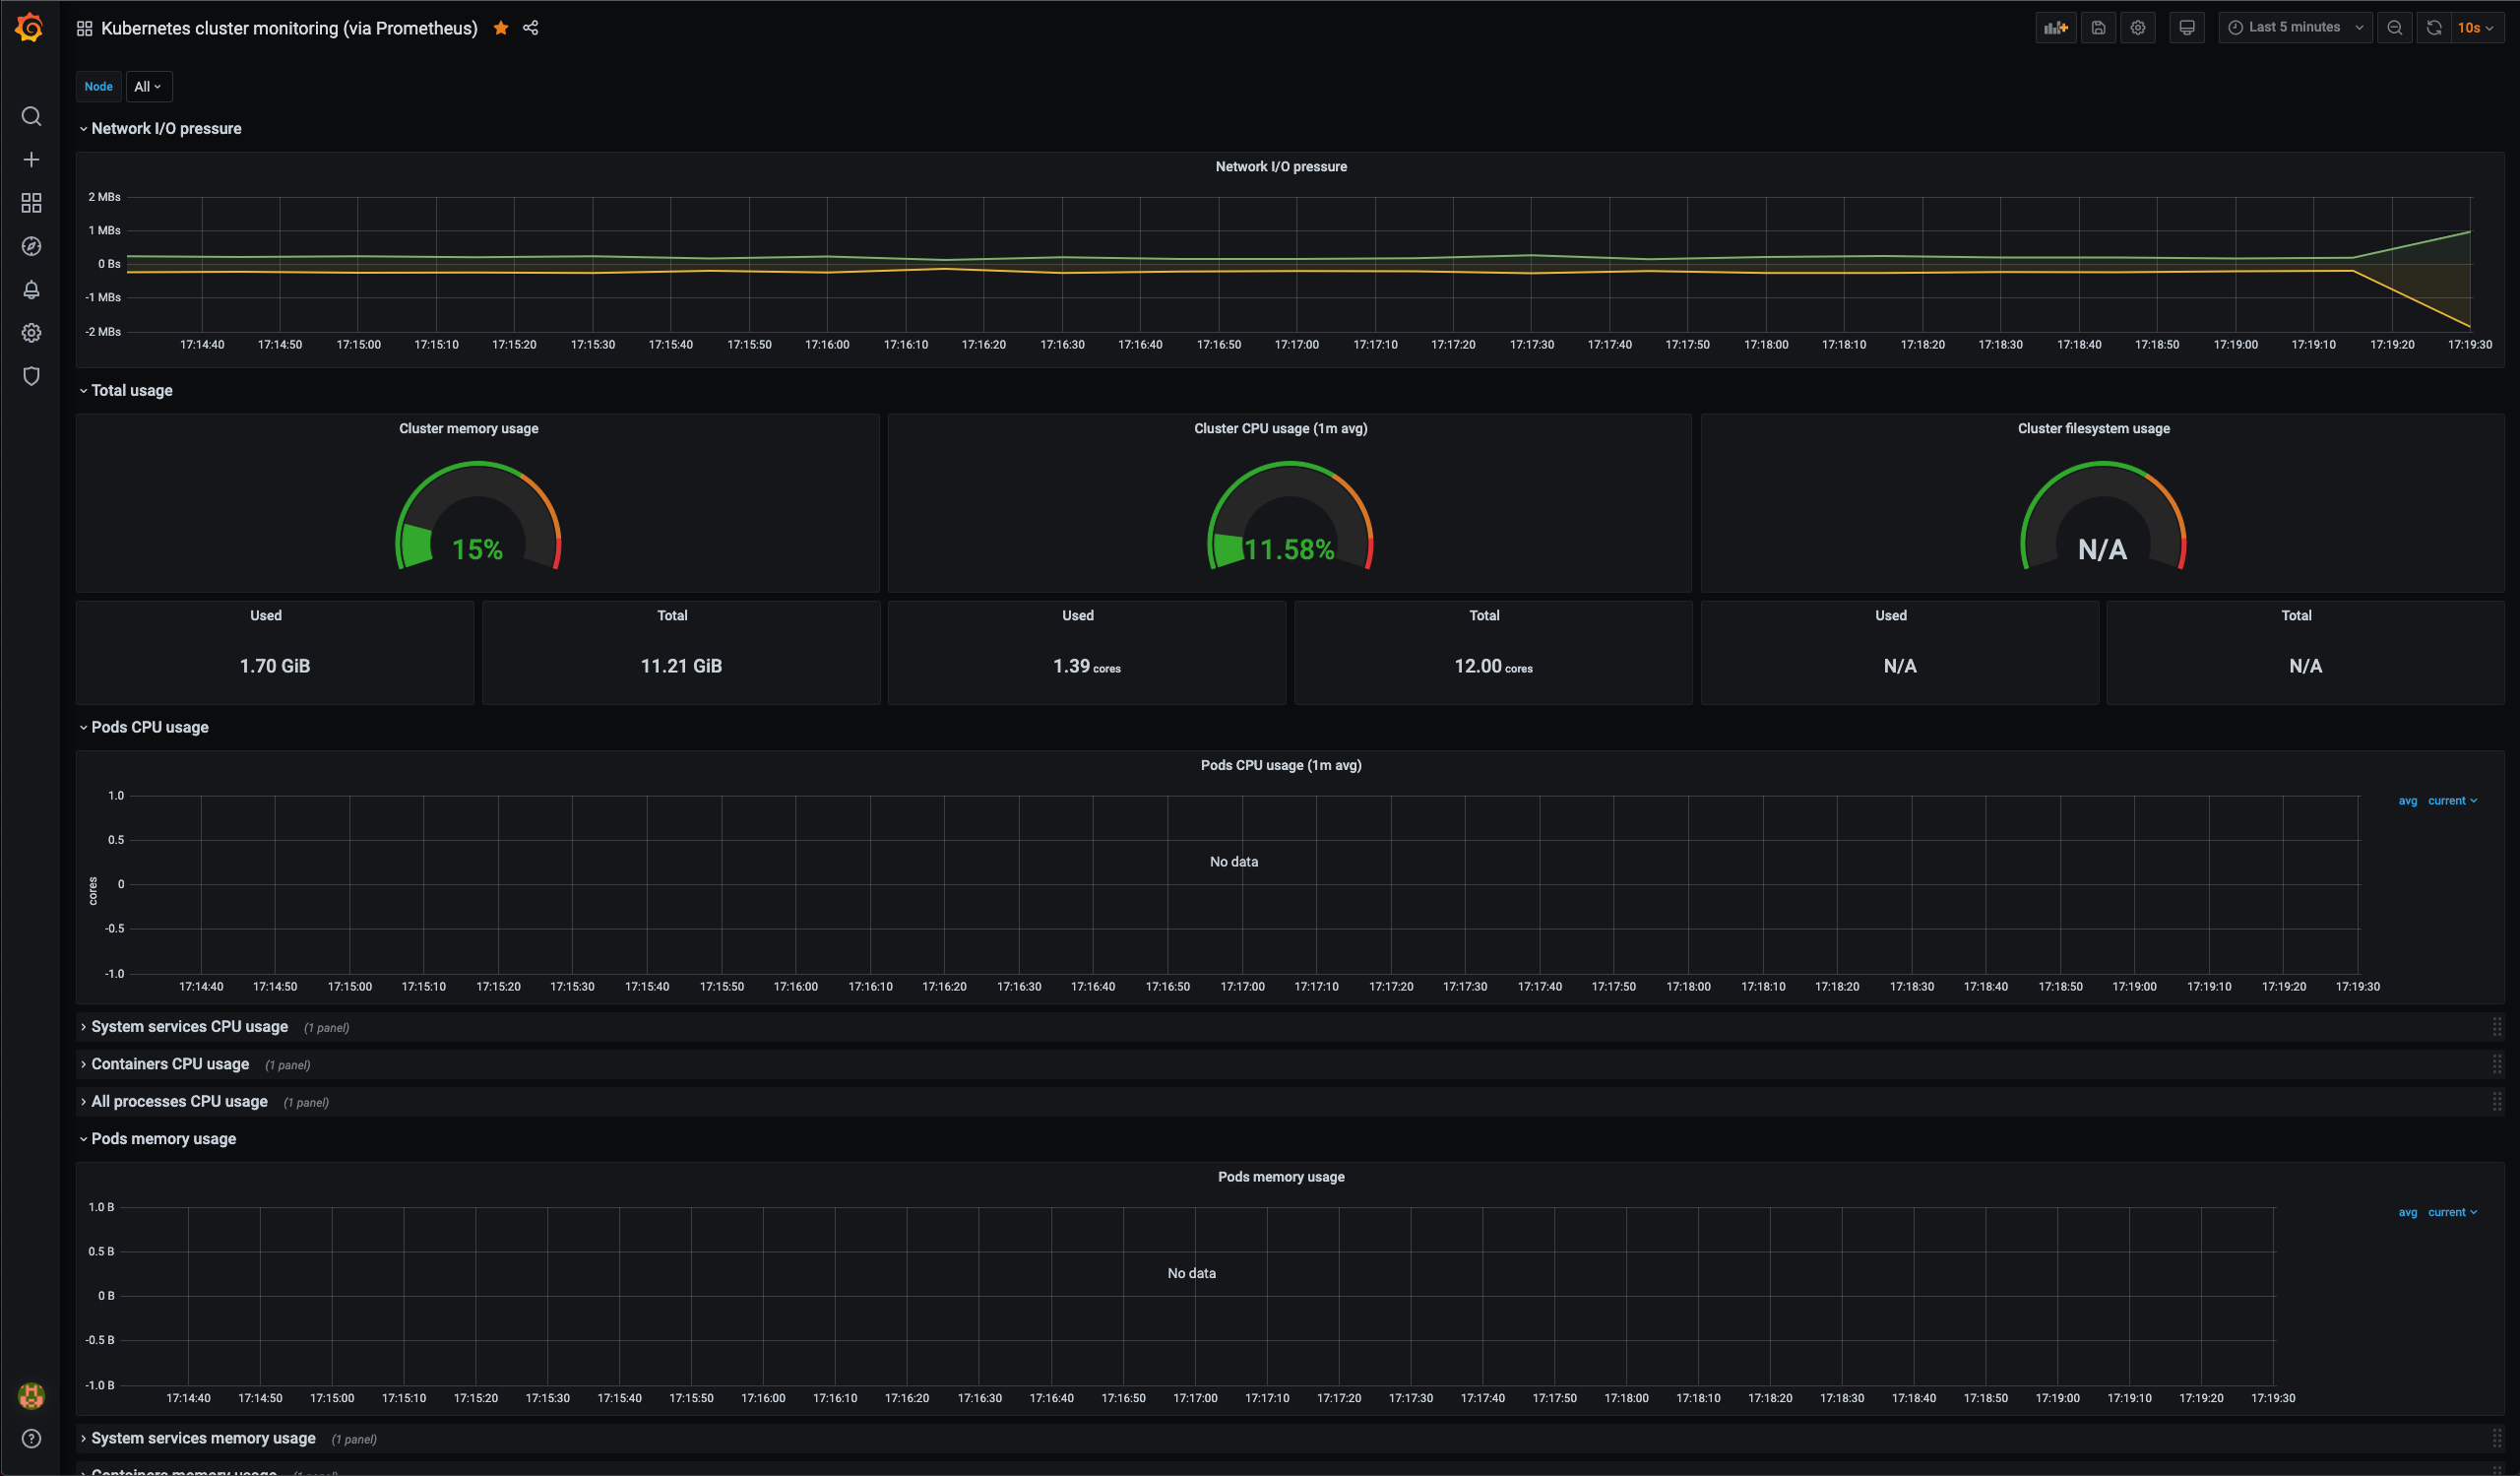 Kubernetes cluster monitoring (via Prometheus)
Last 5 minutes
10s
Node All
Network I/O pressure
Network I/O pressure
2 MBs
1 MBs
0 Bs
-1 MBs
-2 MBs
17:14:40 17:14:50 17:15:00 17:15:10 17:15:20 17:15:30 17:15:40 17:15:50 17:16:00 17:16:10 17:16:20 17:16:30 17:16:40 17:16:50 17:17:00 17:17:10 17:17:20 17:17:30 17:17:40 17:17:50 17:18:00 17:18:10 17:18:20 17:18:30 17:18:40 17:18:50 17:19:00 17:19:10 17:19:20 17:19:30
Total usage
Cluster memory usage
15%
Cluster CPU usage (1m avg)
11.58%
Cluster filesystem usage
N/A
Used
1.70 GiB
Total
11.21 GiB
Used
1.39 cores
Total
12.00 cores
Used
N/A
Total
N/A
Pods CPU usage
Pods CPU usage (1m avg)
cores
1.0
0.5
0
-0.5
-1.0
No data
avg current
17:14:40 17:14:50 17:15:00 17:15:10 17:15:20 17:15:30 17:15:40 17:15:50 17:16:00 17:16:10 17:16:20 17:16:30 17:16:40 17:16:50 17:17:00 17:17:10 17:17:20 17:17:30 17:17:40 17:17:50 17:18:00 17:18:10 17:18:20 17:18:30 17:18:40 17:18:50 17:19:00 17:19:10 17:19:20 17:19:30
System services CPU usage (1 panel)
Containers CPU usage (1 panel)
All processes CPU usage (1 panel)
Pods memory usage
Pods memory usage
1.0 B
0.5 B
0 B
-0.5 B
-1.0 B
No data
avg current
17:14:40 17:14:50 17:15:00 17:15:10 17:15:20 17:15:30 17:15:40 17:15:50 17:16:00 17:16:10 17:16:20 17:16:30 17:16:40 17:16:50 17:17:00 17:17:10 17:17:20 17:17:30 17:17:40 17:17:50 17:18:00 17:18:10 17:18:20 17:18:30 17:18:40 17:18:50 17:19:00 17:19:10 17:19:20 17:19:30
System services memory usage (1 panel)
Containers memory usage (1 panel)